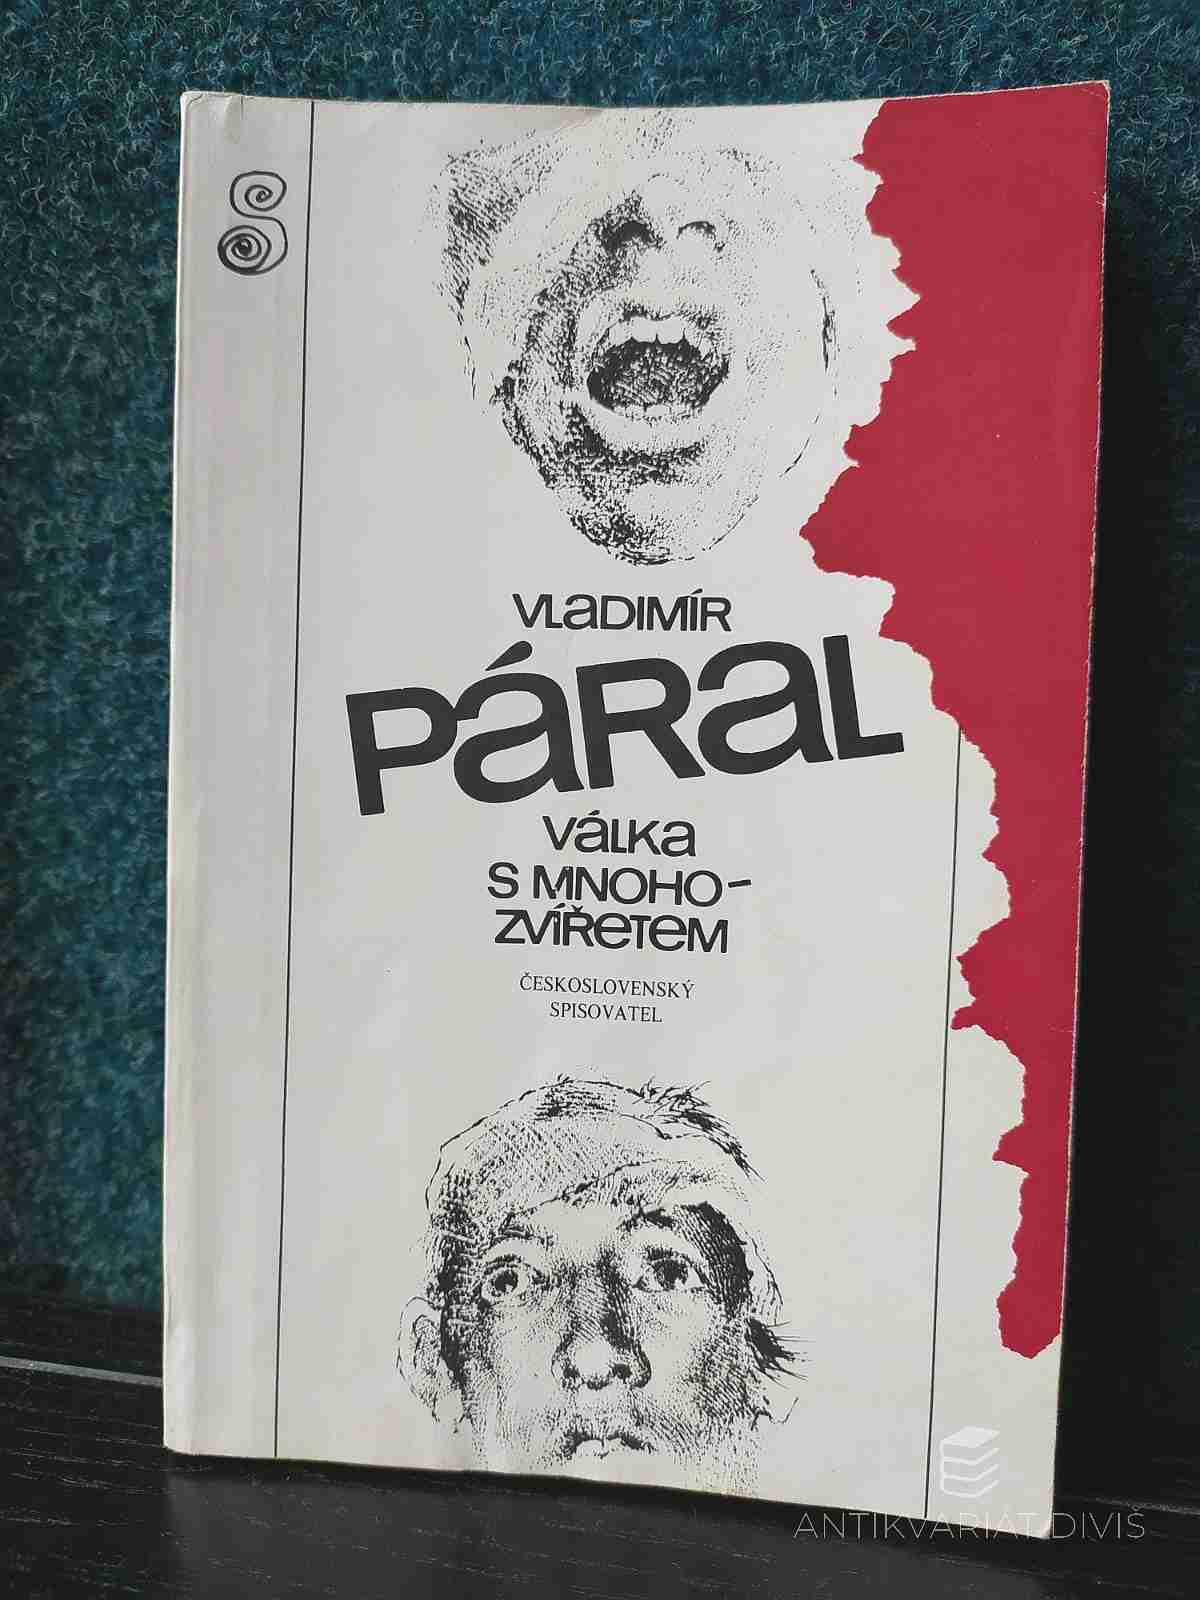 S
VLADIMÍR
PÁRAL
VÁLKA
S MNOHO-
ZVÍŘETEM
ČESKOSLOVENSKÝ
SPISOVATEL
ANTIKVARIÁT DIVIŠ